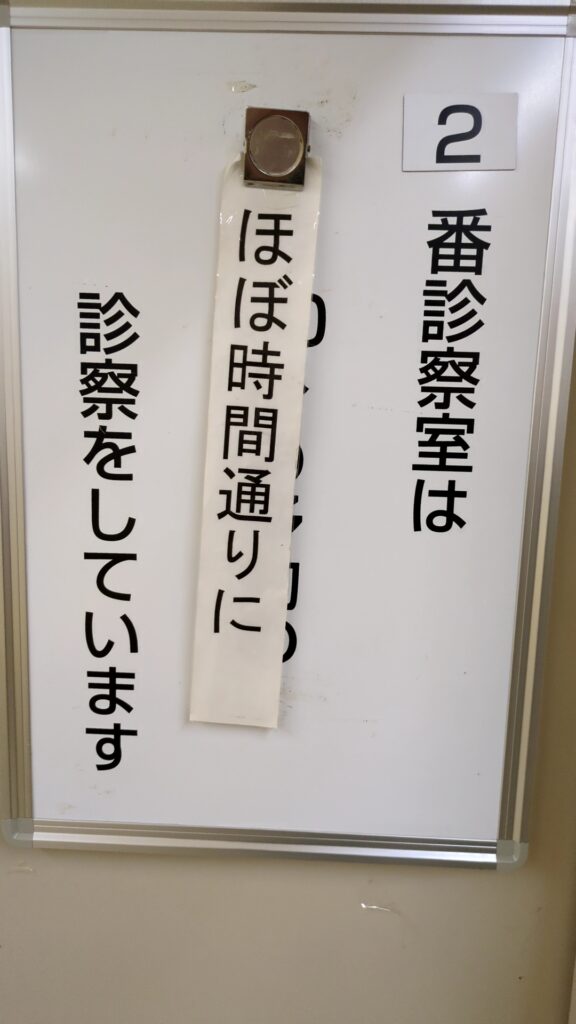 2
番診察室は
ほぼ時間通りに
診察をしています